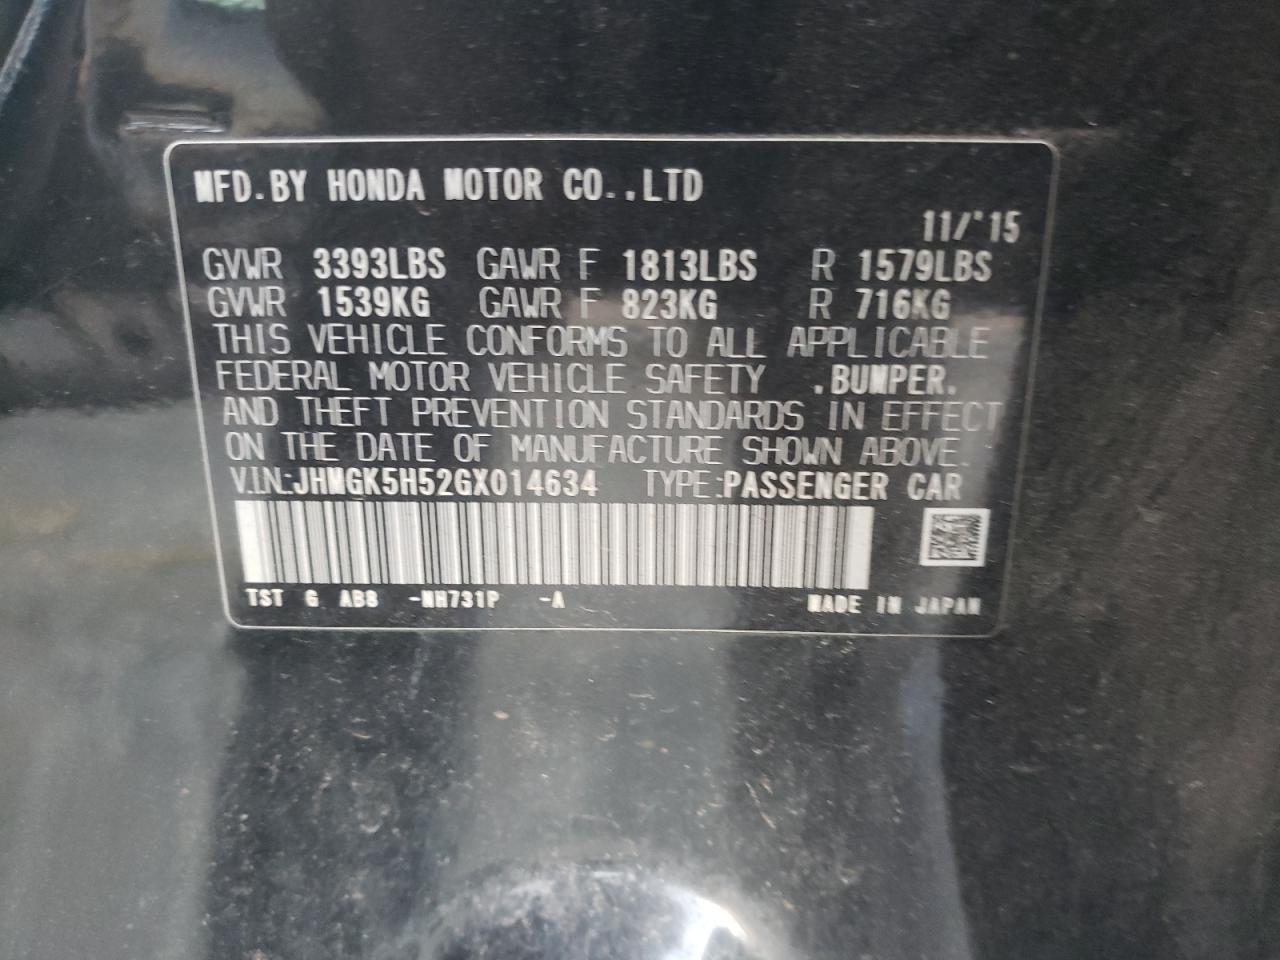 MFD.BY HONDA MOTOR CO.,LTD
11/'15
GVWR 3393LBS GAWR F 1813LBS R 1579LBS
GVWR 1539KG GAWR F 823KG R 716KG
THIS VEHICLE CONFORMS TO ALL APPLICABLE
FEDERAL MOTOR VEHICLE SAFETY ,BUMPER,
AND THEFT PREVENTION STANDARDS IN EFFECT
ON THE DATE OF MANUFACTURE SHOWN ABOVE.
V.IN.:JHMGK5H52GX014634 TYPE:PASSENGER CAR
TST G AB8 -NH731P -A MADE IN JAPAN